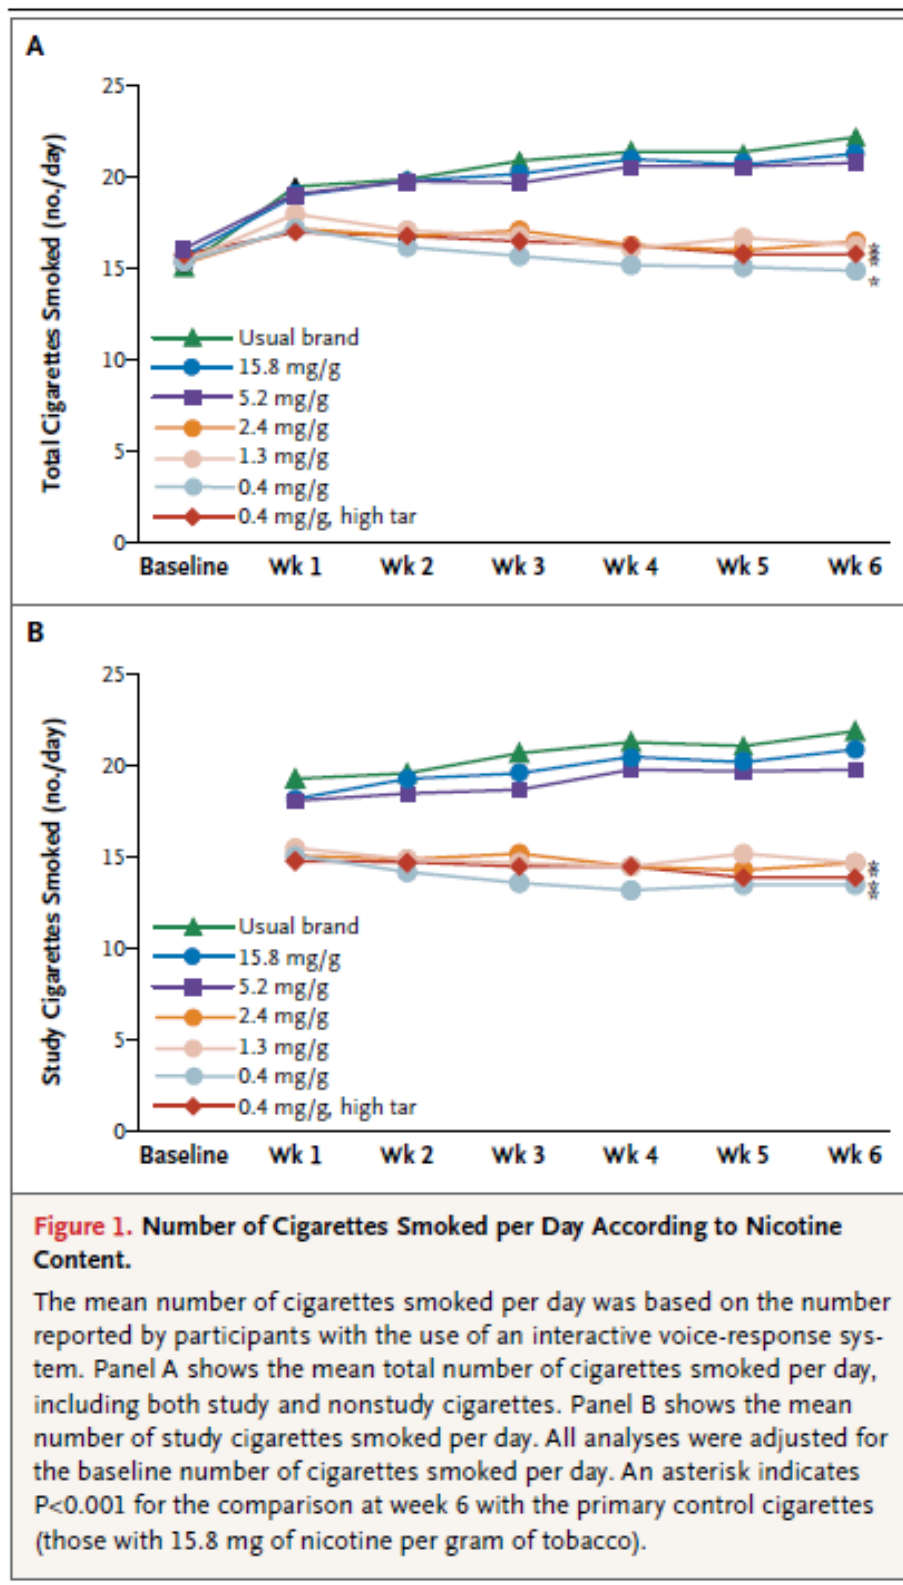 A
25
20
15
10
5
0
Total Cigarettes Smoked (no./day)
Usual brand
15.8 mg/g
5.2 mg/g
2.4 mg/g
1.3 mg/g
0.4 mg/g
0.4 mg/g, high tar
* * * *
Baseline Wk 1 Wk 2 Wk 3 Wk 4 Wk 5 Wk 6
B
25
20
15
10
5
0
Study Cigarettes Smoked (no./day)
Usual brand
15.8 mg/g
5.2 mg/g
2.4 mg/g
1.3 mg/g
0.4 mg/g
0.4 mg/g, high tar
* * * *
Baseline Wk 1 Wk 2 Wk 3 Wk 4 Wk 5 Wk 6
Figure 1. Number of Cigarettes Smoked per Day According to Nicotine
Content.
The mean number of cigarettes smoked per day was based on the number
reported by participants with the use of an interactive voice-response sys-
tem. Panel A shows the mean total number of cigarettes smoked per day,
including both study and nonstudy cigarettes. Panel B shows the mean
number of study cigarettes smoked per day. All analyses were adjusted for
the baseline number of cigarettes smoked per day. An asterisk indicates
P<0.001 for the comparison at week 6 with the primary control cigarettes
(those with 15.8 mg of nicotine per gram of tobacco).